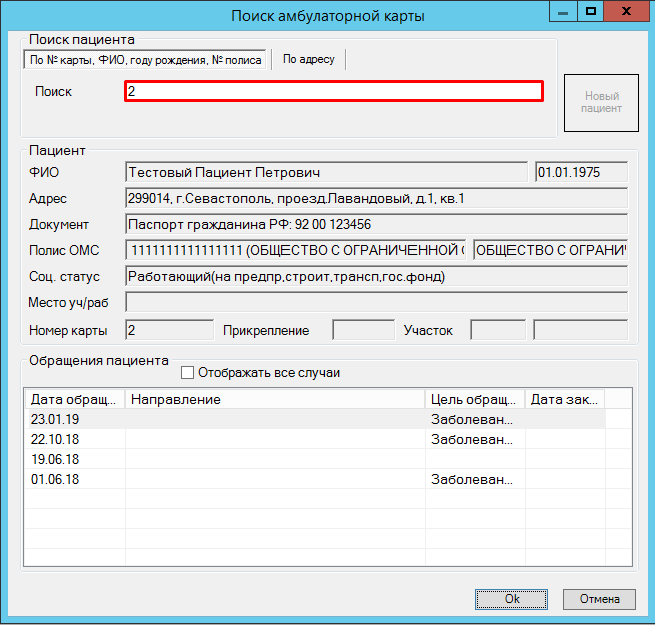 Поиск амбулаторной карты
Поиск пациента
По № карты, ФИО, году рождения, № полиса По адресу
Поиск 2
Новый пациент
Пациент
ФИО Тестовый Пациент Петрович 01.01.1975
Адрес 299014, г.Севастополь, проезд.Лавандовый, д.1, кв.1
Документ Паспорт гражданина РФ: 92 00 123456
Полис ОМС 1111111111111111 (ОБЩЕСТВО С ОГРАНИЧЕННОЙ ОБЩЕСТВО С ОГРАНИ
Соц. статус Работающий(на предпр,строит,трансп,гос.фонд)
Место уч/раб
Номер карты 2 Прикрепление Участок
Обращения пациента
Отображать все случаи
Дата обращ... Направление Цель обращ... Дата зак...
23.01.19 Заболеван...
22.10.18 Заболеван...
19.06.18
01.06.18 Заболеван...
Ok Отмена